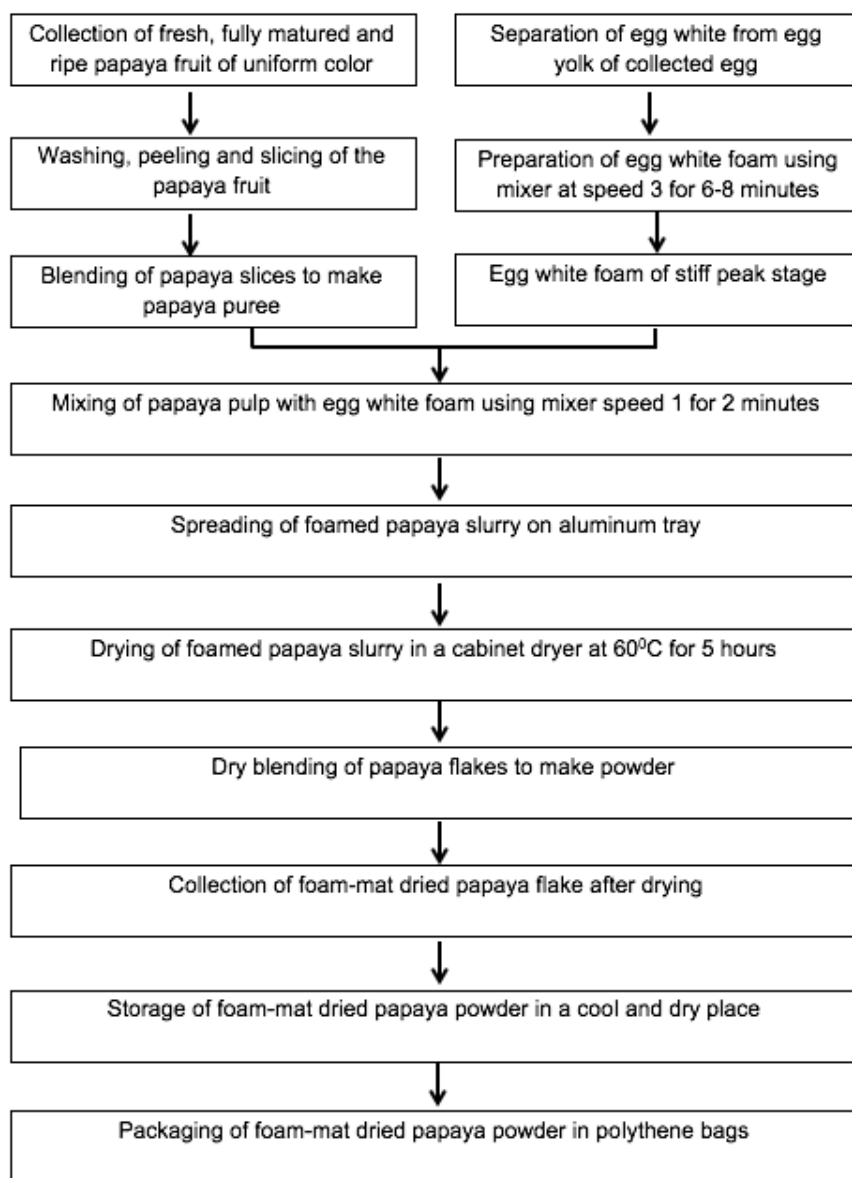 Collection of fresh, fully matured and
ripe papaya fruit of uniform color
Separation of egg white from egg
yolk of collected egg
Washing, peeling and slicing of the
papaya fruit
Preparation of egg white foam using
mixer at speed 3 for 6-8 minutes
Blending of papaya slices to make
papaya puree
Egg white foam of stiff peak stage
Mixing of papaya pulp with egg white foam using mixer speed 1 for 2 minutes
Spreading of foamed papaya slurry on aluminum tray
Drying of foamed papaya slurry in a cabinet dryer at 60⁰C for 5 hours
Dry blending of papaya flakes to make powder
Collection of foam-mat dried papaya flake after drying
Storage of foam-mat dried papaya powder in a cool and dry place
Packaging of foam-mat dried papaya powder in polythene bags